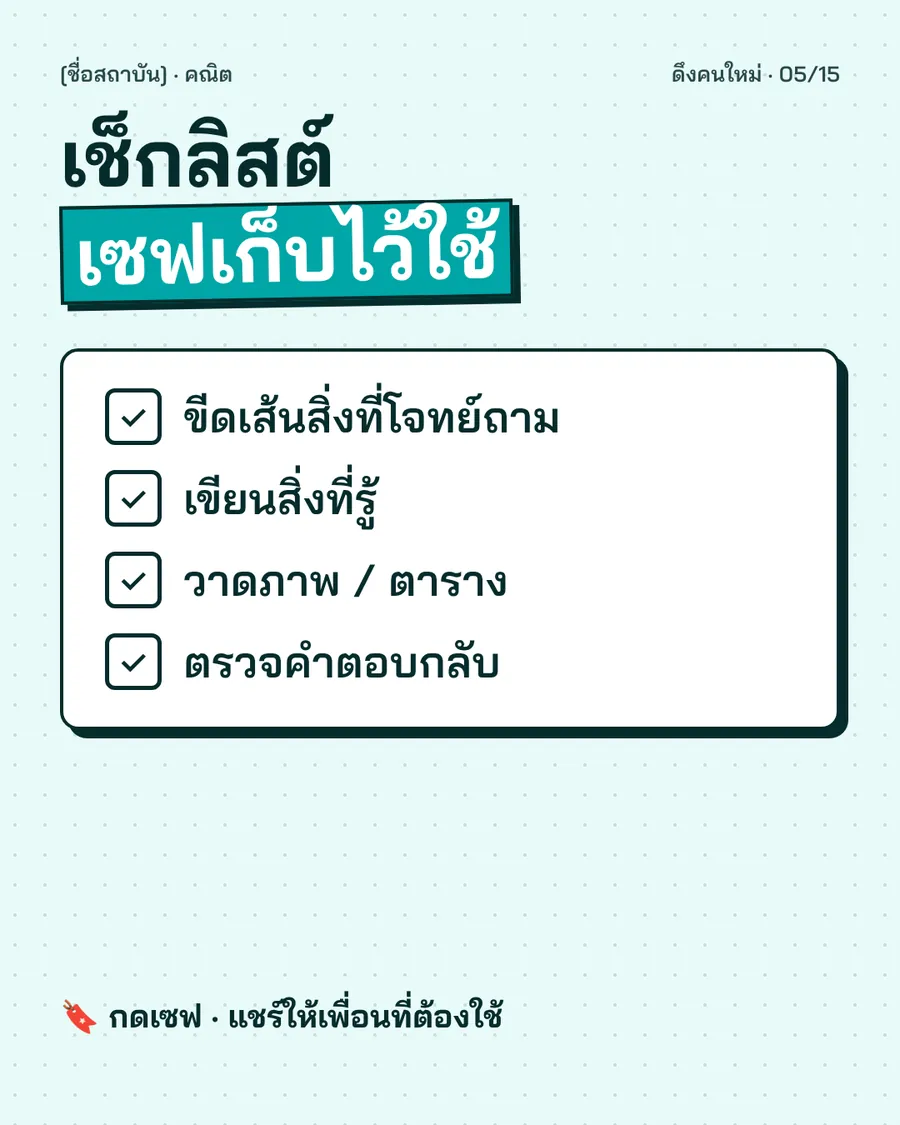 (ชื่อสถาบัน) · คณิต
ดึงคนใหม่ · 05/15
เช็กลิสต์
เซฟเก็บไว้ใช้
ขีดเส้นสิ่งที่โจทย์ถาม
เขียนสิ่งที่รู้
วาดภาพ / ตาราง
ตรวจคำตอบกลับ
กดเซฟ · แชร์ให้เพื่อนที่ต้องใช้